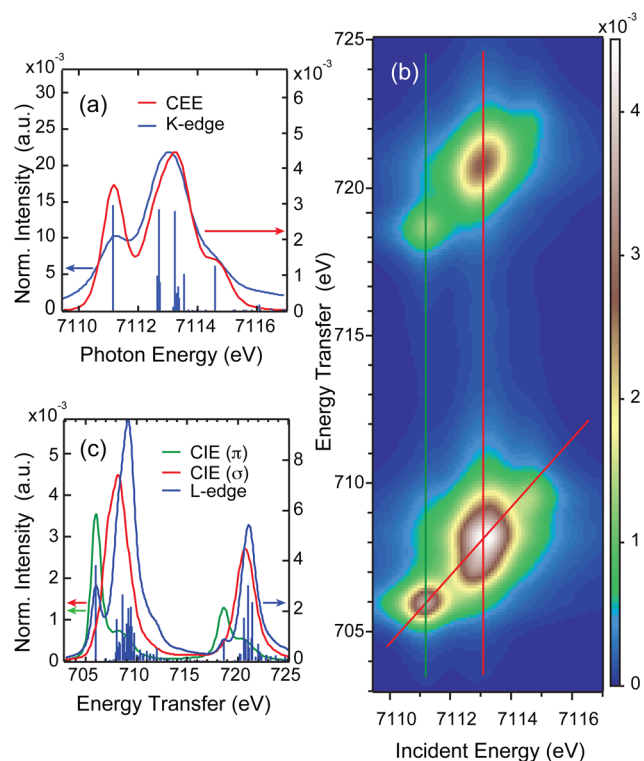 x10⁻³
(a)
CEE
K-edge
x10⁻³
30
25
20
15
10
5
0
6
5
4
3
2
1
0
Norm. Intensity (a.u.)
7110
7112
7114
7116
Photon Energy (eV)
x10⁻³
(c)
CIE (π)
CIE (σ)
L-edge
5
4
3
2
1
0
8
6
4
2
0
Norm. Intensity (a.u.)
705
710
715
720
725
Energy Transfer (eV)
(b)
725
720
715
710
705
Energy Transfer (eV)
7110
7112
7114
7116
Incident Energy (eV)
x10⁻³
4
3
2
1
0